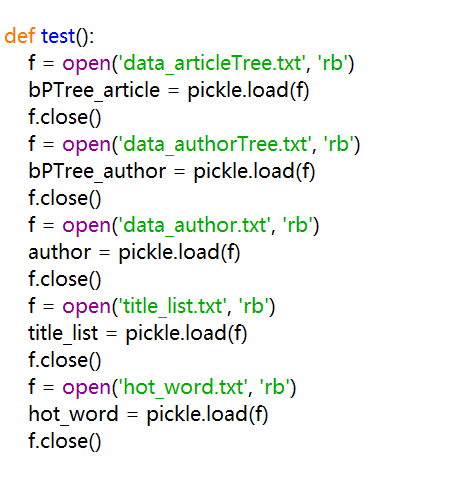 def test():
    f = open('data_articleTree.txt', 'rb')
    bPTree_article = pickle.load(f)
    f.close()
    f = open('data_authorTree.txt', 'rb')
    bPTree_author = pickle.load(f)
    f.close()
    f = open('data_author.txt', 'rb')
    author = pickle.load(f)
    f.close()
    f = open('title_list.txt', 'rb')
    title_list = pickle.load(f)
    f.close()
    f = open('hot_word.txt', 'rb')
    hot_word = pickle.load(f)
    f.close()